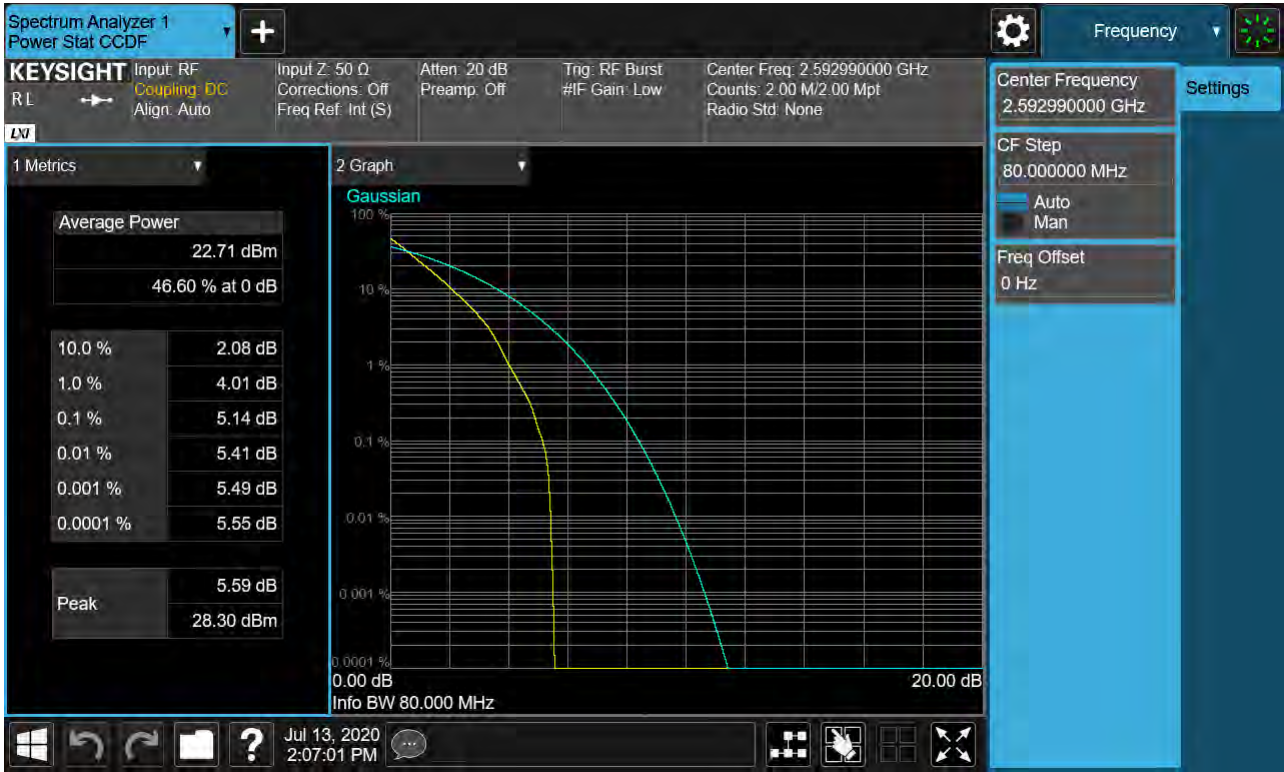 Spectrum Analyzer 1
Power Stat CCDF
+
Frequency
KEYSIGHT
RL
LXI
Input: RF
Coupling: DC
Align: Auto
Input Z: 50 Ω
Corrections: Off
Freq Ref: Int (S)
Atten: 20 dB
Preamp: Off
Trig: RF Burst
#IF Gain: Low
Center Freq: 2.592990000 GHz
Counts: 2.00 M/2.00 Mpt
Radio Std: None
Center Frequency
2.592990000 GHz
Settings
CF Step
80.000000 MHz
Auto
Man
Freq Offset
0 Hz
1 Metrics
Average Power
22.71 dBm
46.60 % at 0 dB
10.0 % 2.08 dB
1.0 % 4.01 dB
0.1 % 5.14 dB
0.01 % 5.41 dB
0.001 % 5.49 dB
0.0001 % 5.55 dB
Peak
5.59 dB
28.30 dBm
2 Graph
Gaussian
100 %
10 %
1 %
0.1 %
0.01 %
0.001 %
0.0001 %
0.00 dB 20.00 dB
Info BW 80.000 MHz
?
Jul 13, 2020
2:07:01 PM